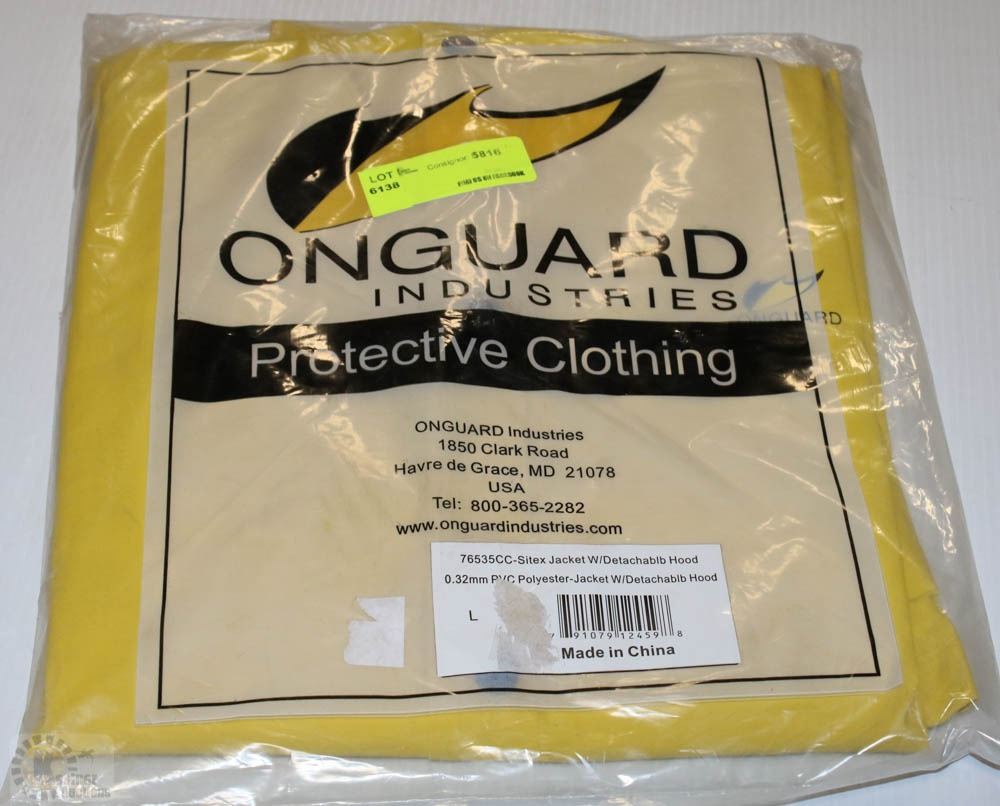 LOT Consignor: $816
6138
ONGUARD
INDUSTRIES
ONGUARD
Protective Clothing
ONGUARD Industries
1850 Clark Road
Havre de Grace, MD 21078
USA
Tel: 800-365-2282
www.onguardindustries.com
76535CC-Sitex Jacket W/Detachablb Hood
0.32mm PVC Polyester-Jacket W/Detachablb Hood
L
91079 12459 8
Made in China